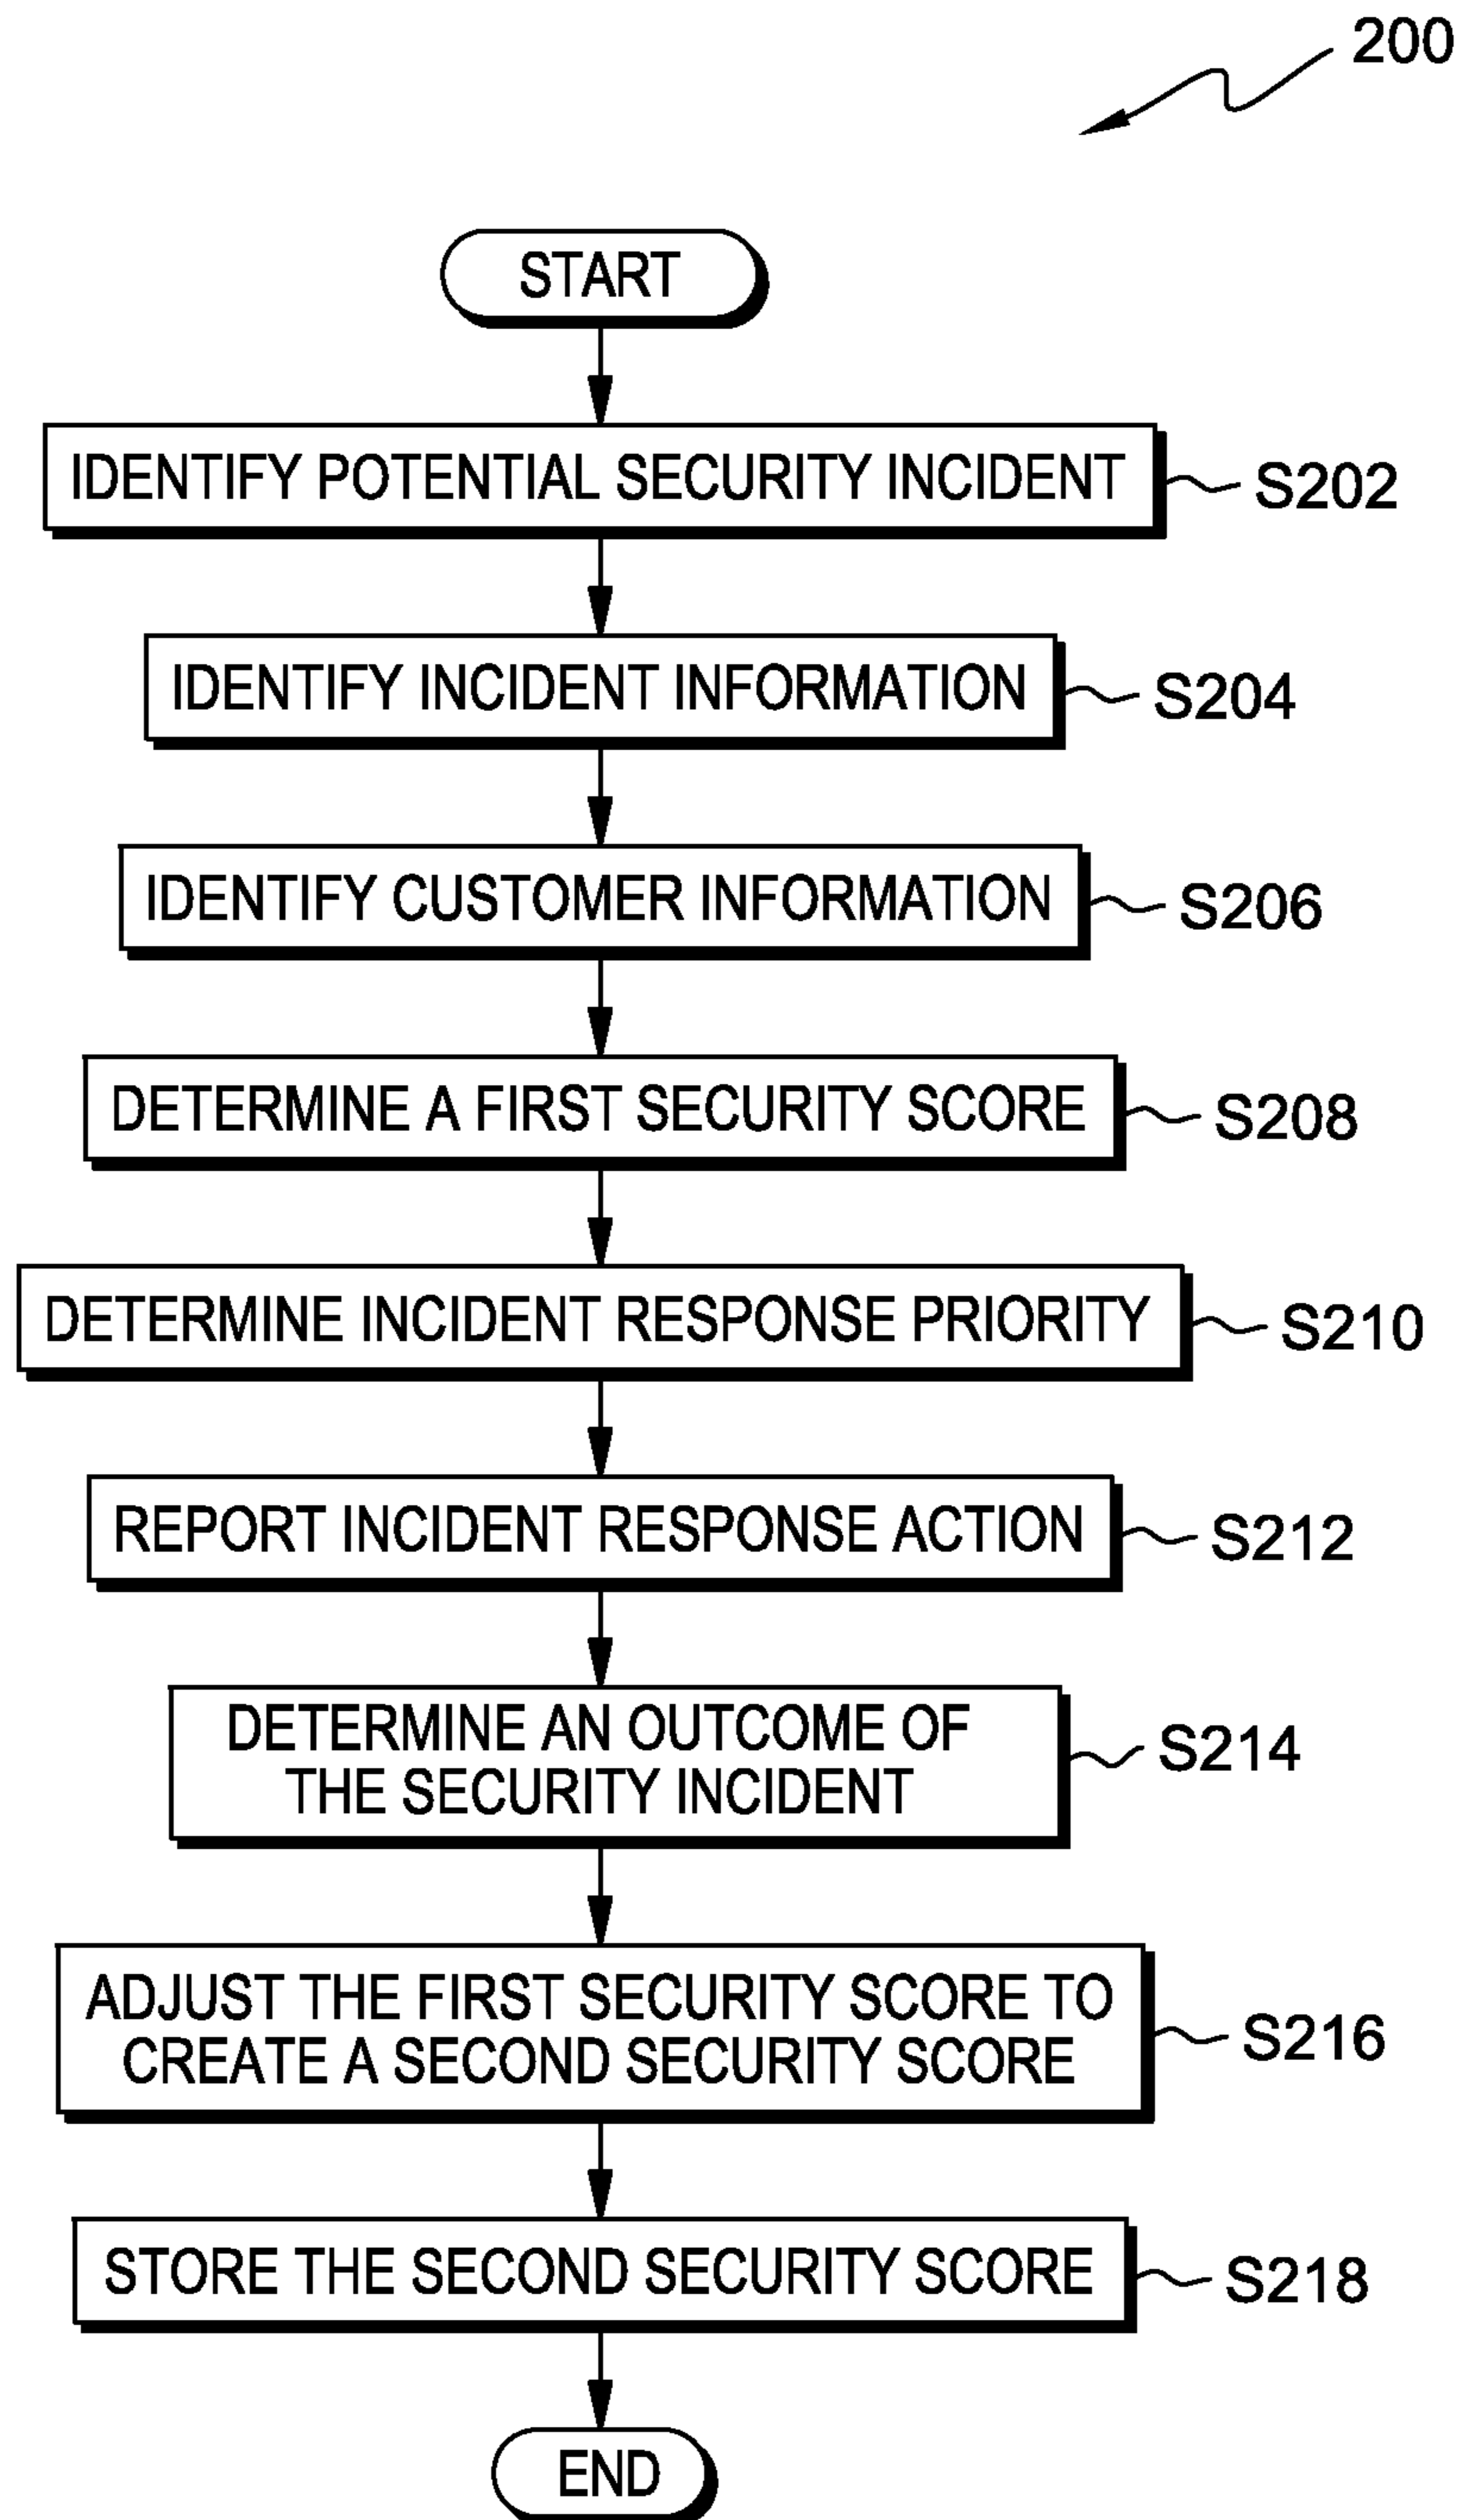 200
START
IDENTIFY POTENTIAL SECURITY INCIDENT
S202
IDENTIFY INCIDENT INFORMATION
S204
IDENTIFY CUSTOMER INFORMATION
S206
DETERMINE A FIRST SECURITY SCORE
S208
DETERMINE INCIDENT RESPONSE PRIORITY
S210
REPORT INCIDENT RESPONSE ACTION
S212
DETERMINE AN OUTCOME OF
THE SECURITY INCIDENT
S214
ADJUST THE FIRST SECURITY SCORE TO
CREATE A SECOND SECURITY SCORE
S216
STORE THE SECOND SECURITY SCORE
S218
END